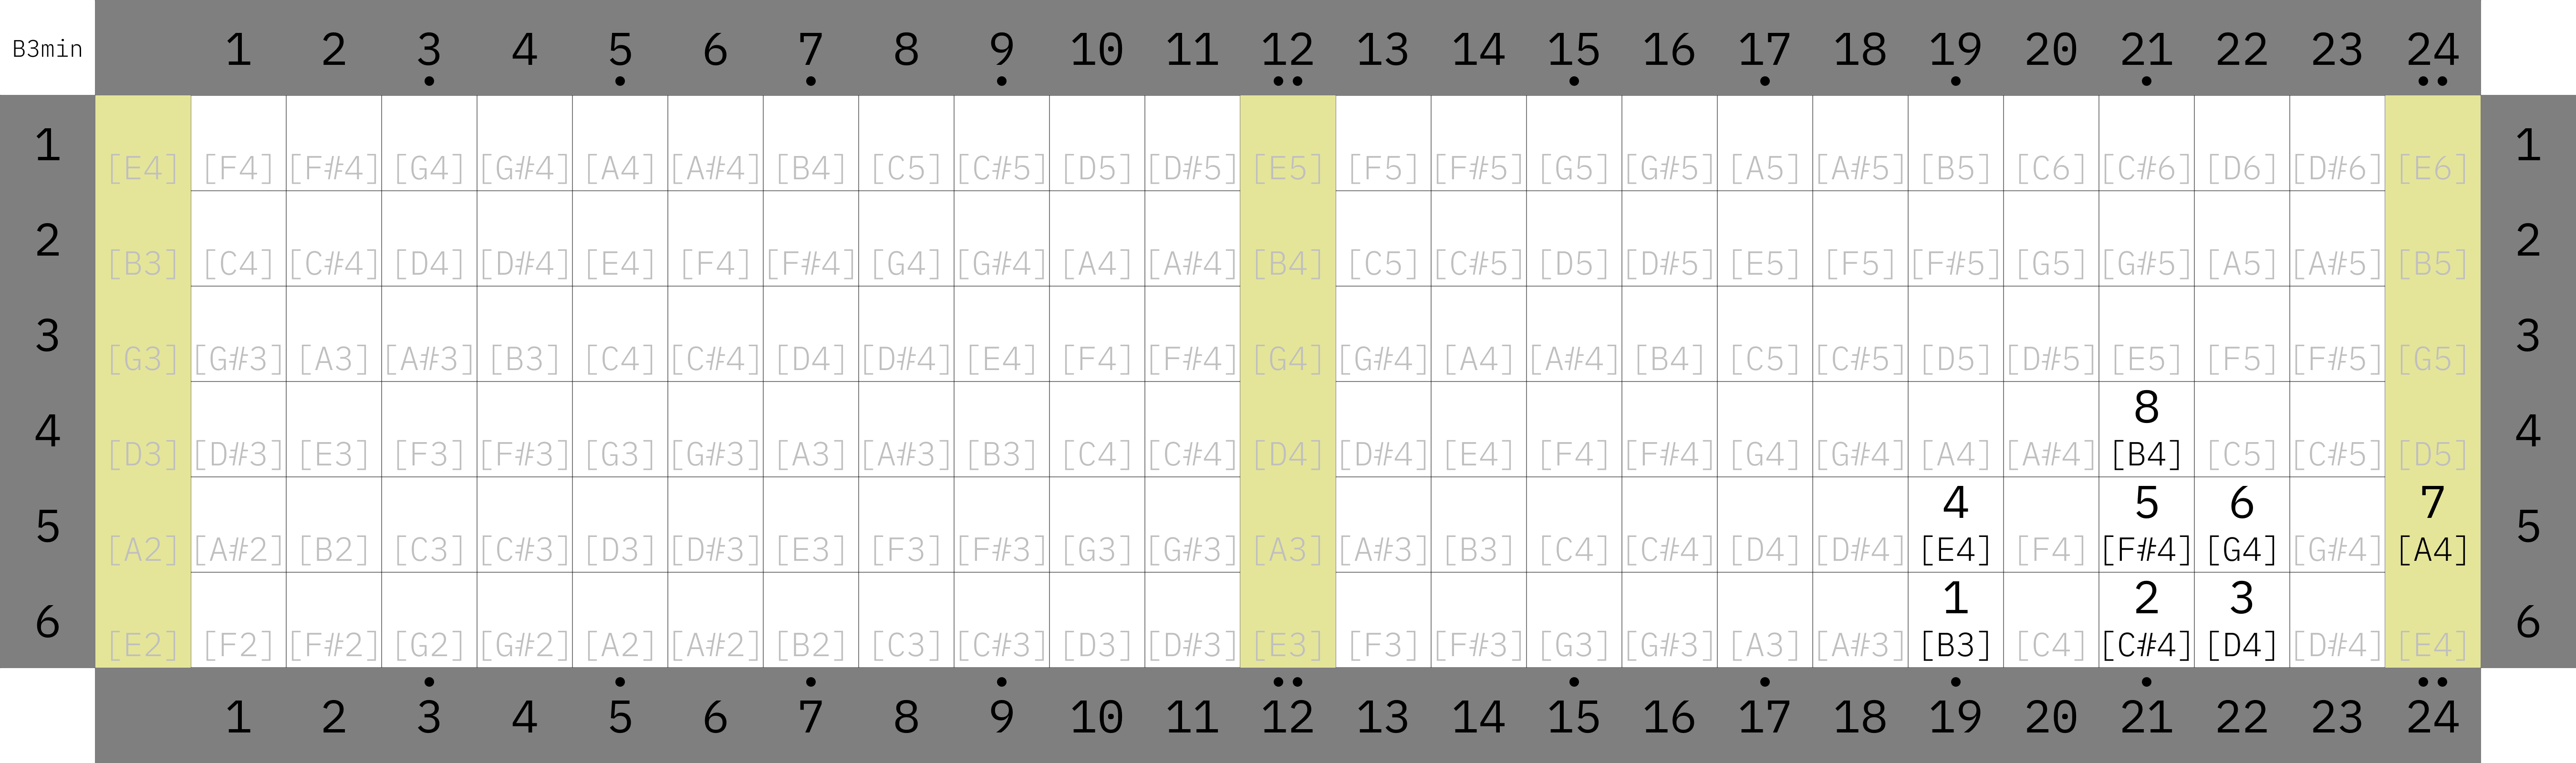 B3min 1 2 3 4 5 6 7 8 9 10 11 12 13 14 15 16 17 18 19 20 21 22 23 24
1 [E4] [F4] [F#4] [G4] [G#4] [A4] [A#4] [B4] [C5] [C#5] [D5] [D#5] [E5] [F5] [F#5] [G5] [G#5] [A5] [A#5] [B5] [C6] [C#6] [D6] [D#6] [E6] 1
2 [B3] [C4] [C#4] [D4] [D#4] [E4] [F4] [F#4] [G4] [G#4] [A4] [A#4] [B4] [C5] [C#5] [D5] [D#5] [E5] [F5] [F#5] [G5] [G#5] [A5] [A#5] [B5] 2
3 [G3] [G#3] [A3] [A#3] [B3] [C4] [C#4] [D4] [D#4] [E4] [F4] [F#4] [G4] [G#4] [A4] [A#4] [B4] [C5] [C#5] [D5] [D#5] [E5] [F5] [F#5] [G5] 3
8
4 [D3] [D#3] [E3] [F3] [F#3] [G3] [G#3] [A3] [A#3] [B3] [C4] [C#4] [D4] [D#4] [E4] [F4] [F#4] [G4] [G#4] [A4] [A#4] [B4] [C5] [C#5] [D5] 4
4 5 6 7
5 [A2] [A#2] [B2] [C3] [C#3] [D3] [D#3] [E3] [F3] [F#3] [G3] [G#3] [A3] [A#3] [B3] [C4] [C#4] [D4] [D#4] [E4] [F4] [F#4] [G4] [G#4] [A4] 5
1 2 3
6 [E2] [F2] [F#2] [G2] [G#2] [A2] [A#2] [B2] [C3] [C#3] [D3] [D#3] [E3] [F3] [F#3] [G3] [G#3] [A3] [A#3] [B3] [C4] [C#4] [D4] [D#4] [E4] 6
1 2 3 4 5 6 7 8 9 10 11 12 13 14 15 16 17 18 19 20 21 22 23 24